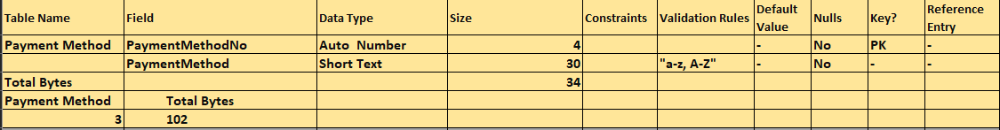 Table Name Field Data Type Size Constraints Validation Rules Default Value Nulls Key? Reference Entry
Payment Method PaymentMethodNo Auto Number 4 - No PK -
PaymentMethod Short Text 30 "a-z, A-Z" - No - -
Total Bytes 34
Payment Method Total Bytes
3 102